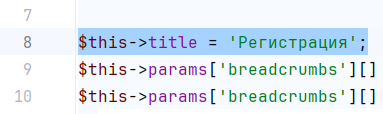 7
8 $this->title = 'Регистрация';
9 $this->params['breadcrumbs'][]
10 $this->params['breadcrumbs'][]